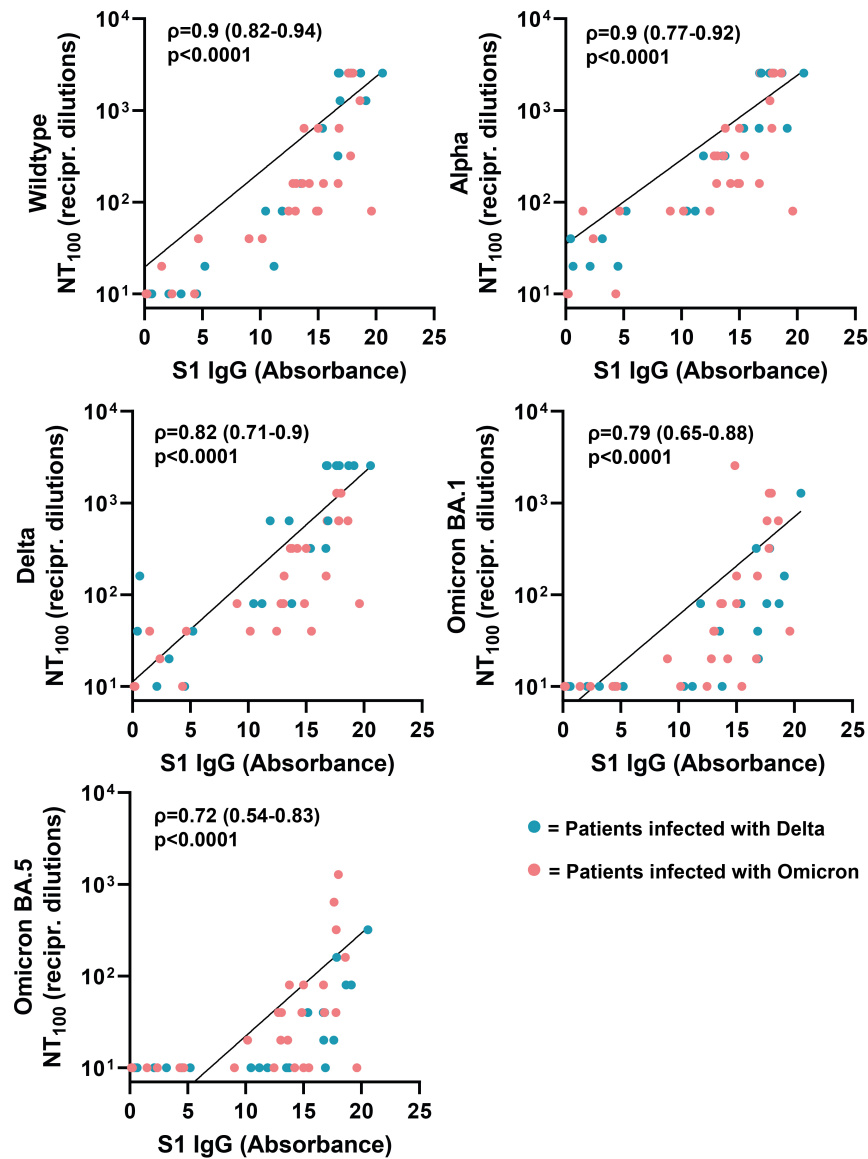 ρ=0.9 (0.82-0.94)
p<0.0001
Wildtype
NT₁₀₀ (recipr. dilutions)
10⁴
10³
10²
10¹
0 5 10 15 20 25
S1 IgG (Absorbance)
ρ=0.9 (0.77-0.92)
p<0.0001
Alpha
NT₁₀₀ (recipr. dilutions)
10⁴
10³
10²
10¹
0 5 10 15 20 25
S1 IgG (Absorbance)
ρ=0.82 (0.71-0.9)
p<0.0001
Delta
NT₁₀₀ (recipr. dilutions)
10⁴
10³
10²
10¹
0 5 10 15 20 25
S1 IgG (Absorbance)
ρ=0.79 (0.65-0.88)
p<0.0001
Omicron BA.1
NT₁₀₀ (recipr. dilutions)
10⁴
10³
10²
10¹
0 5 10 15 20 25
S1 IgG (Absorbance)
ρ=0.72 (0.54-0.83)
p<0.0001
Omicron BA.5
NT₁₀₀ (recipr. dilutions)
10⁴
10³
10²
10¹
0 5 10 15 20 25
S1 IgG (Absorbance)
= Patients infected with Delta
= Patients infected with Omicron